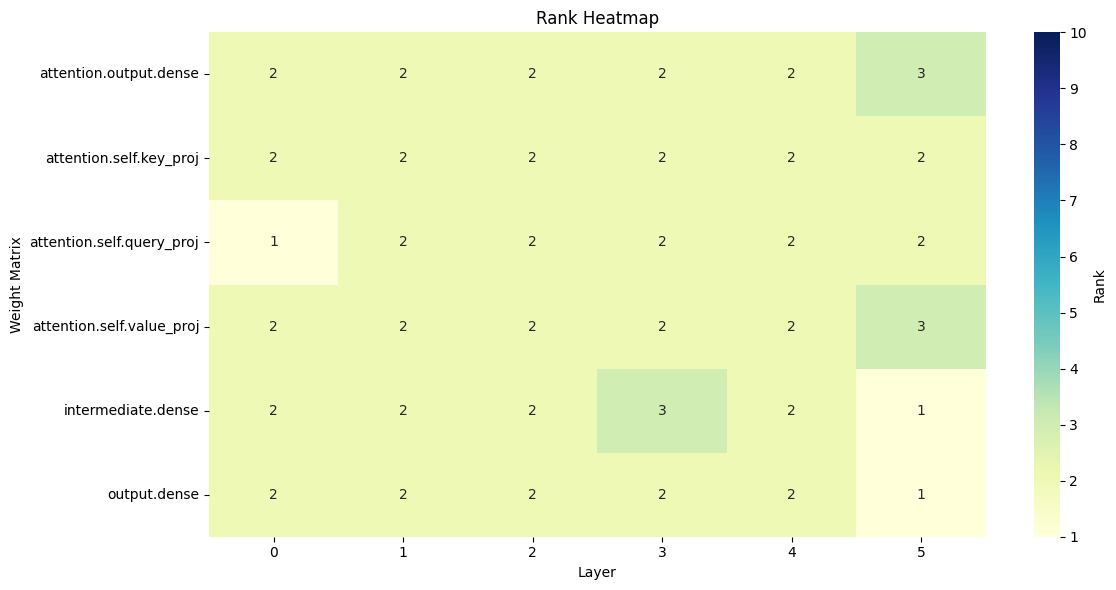 Rank Heatmap
attention.output.dense 2 2 2 2 2 3
attention.self.key_proj 2 2 2 2 2 2
attention.self.query_proj 1 2 2 2 2 2
attention.self.value_proj 2 2 2 2 2 3
intermediate.dense 2 2 2 3 2 1
output.dense 2 2 2 2 2 1
0 1 2 3 4 5
Layer
Weight Matrix
10
9
8
7
6
5
4
3
2
1
Rank